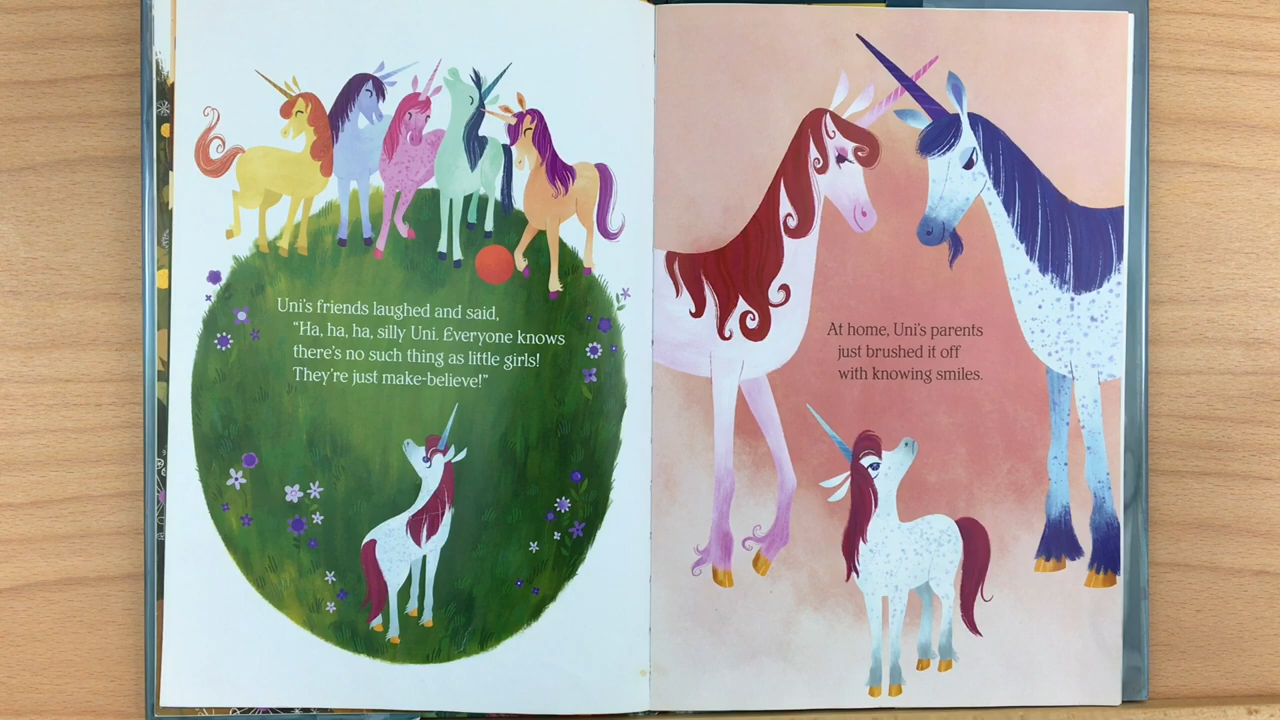 Uni's friends laughed and said,
"Ha, ha, ha, silly Uni. Everyone knows
there's no such thing as little girls!
They're just make-believe!"
At home, Uni's parents
just brushed it off
with knowing smiles.